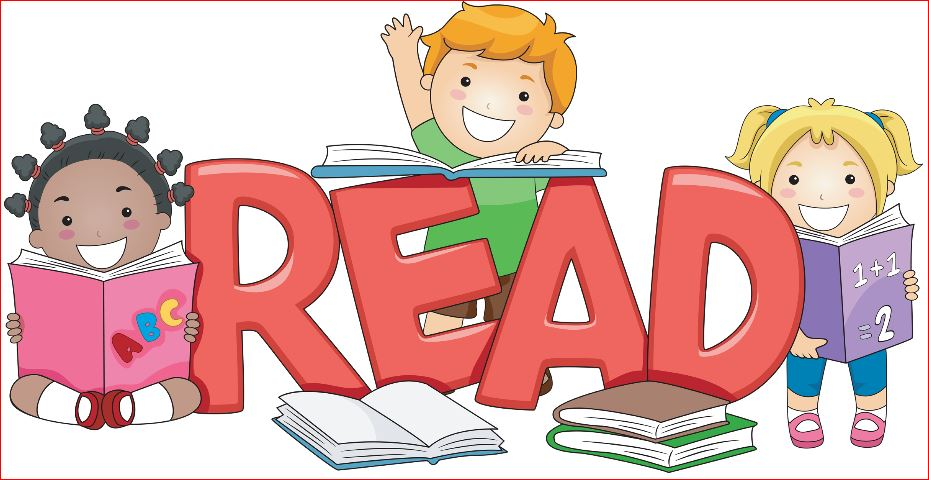 READ
ABC
1+1
=2